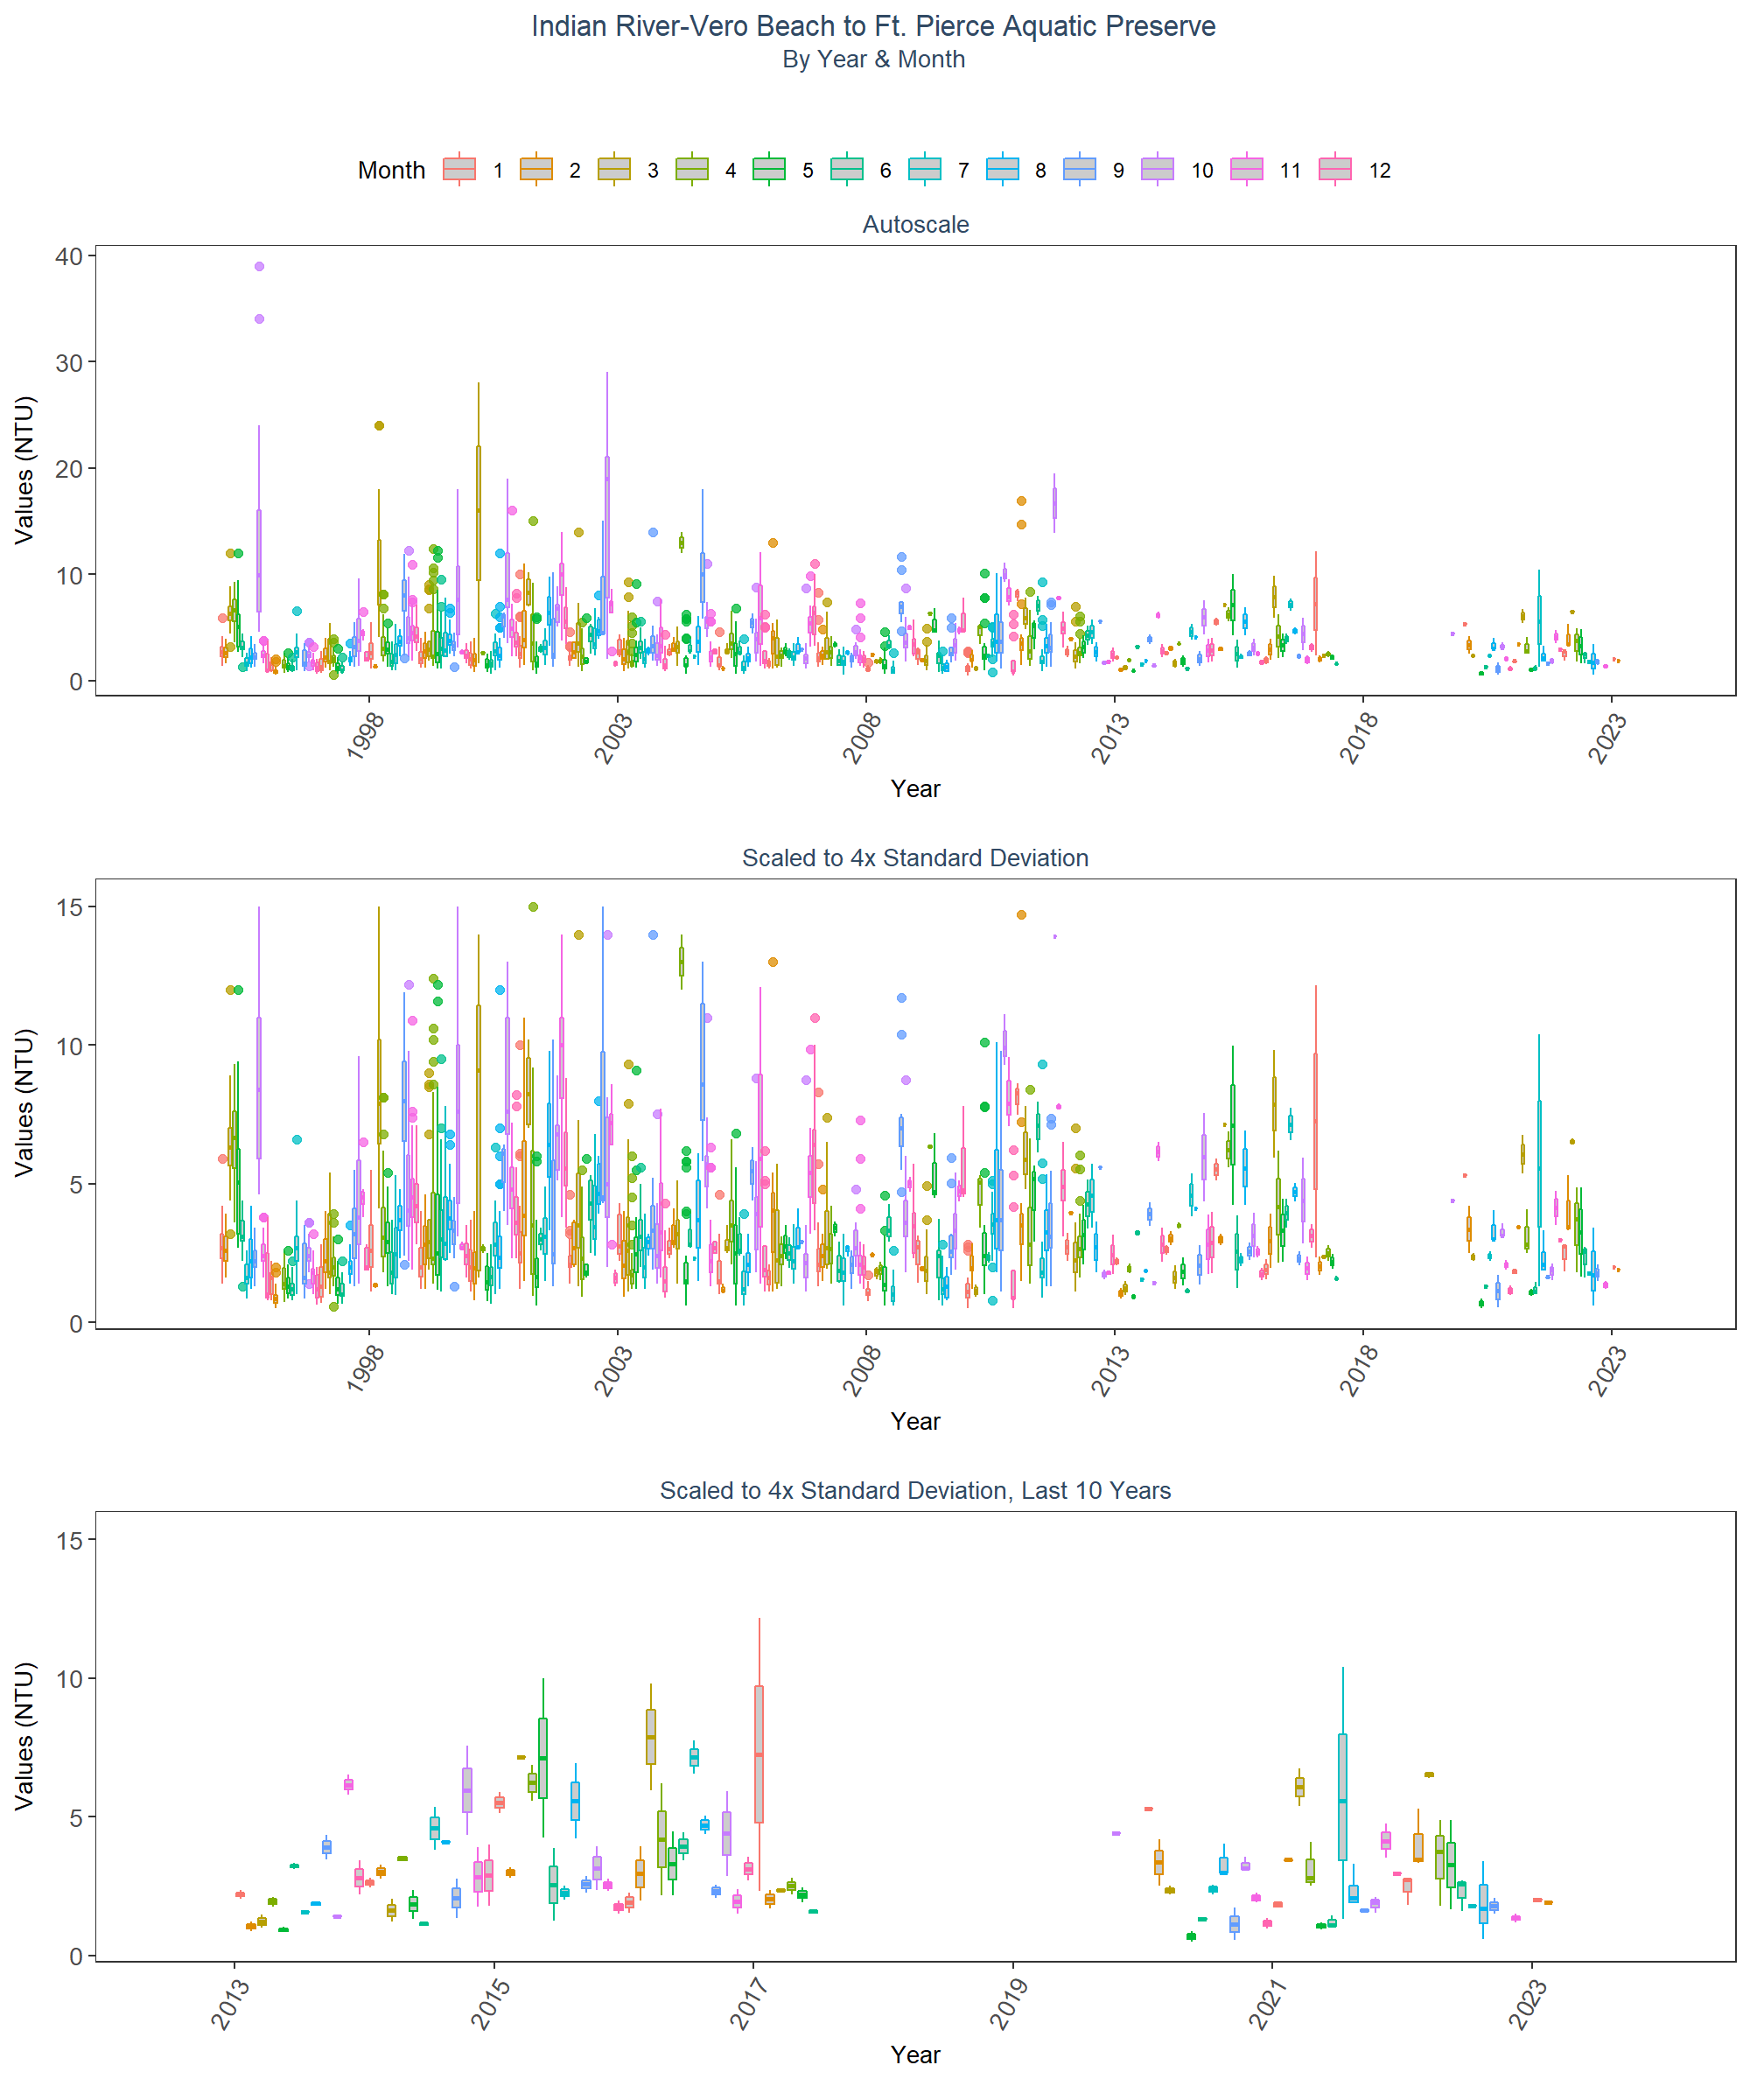 Indian River-Vero Beach to Ft. Pierce Aquatic Preserve
By Year & Month
Month 1 2 3 4 5 6 7 8 9 10 11 12
Autoscale
Values (NTU)
40
30
20
10
0
1998 2003 2008 2013 2018 2023
Year
Scaled to 4x Standard Deviation
Values (NTU)
15
10
5
0
1998 2003 2008 2013 2018 2023
Year
Scaled to 4x Standard Deviation, Last 10 Years
Values (NTU)
15
10
5
0
2013 2015 2017 2019 2021 2023
Year